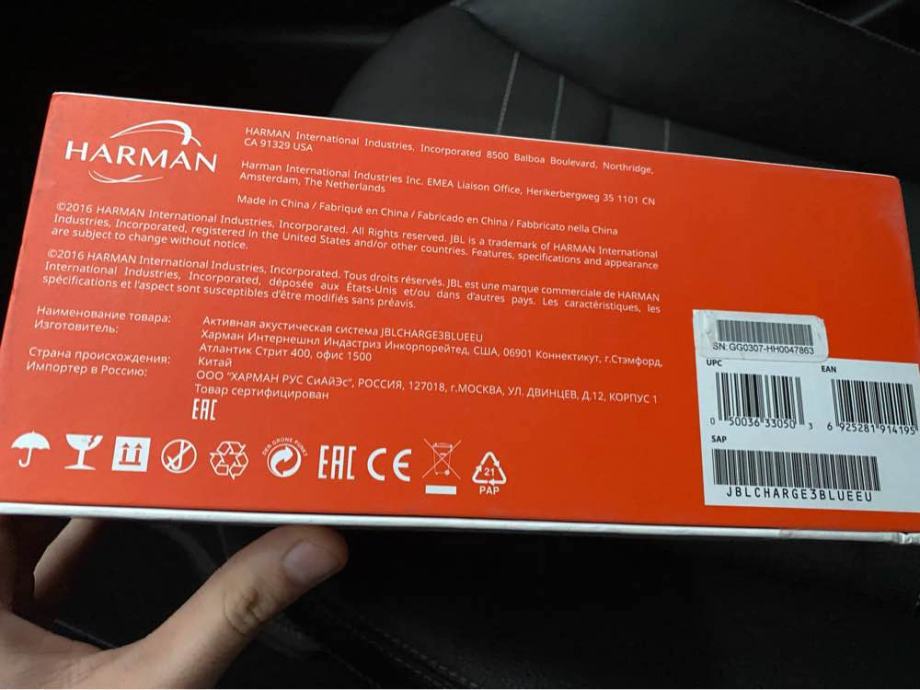 HARMAN
HARMAN International Industries, Incorporated 8500 Balboa Boulevard, Northridge,
CA 91329 USA
Harman International Industries Inc. EMEA Liaison Office, Herikerbergweg 35 1101 CN
Amsterdam, The Netherlands
Made in China / Fabriqué en China / Fabricado en China / Fabbricato nella China
©2016 HARMAN International Industries, Incorporated. All Rights reserved. JBL is a trademark of HARMAN International
Industries, Incorporated, registered in the United States and/or other countries. Features, specifications and appearance
are subject to change without notice.
©2016 HARMAN International Industries, Incorporated. Tous droits réservés. JBL est une marque commerciale de HARMAN
International Industries, Incorporated, déposée aux États-Unis et/ou dans d'autres pays. Les caractéristiques, les
spécifications et l'aspect sont susceptibles d'être modifiés sans préavis.
Наименование товара: Активная акустическая система JBLCHARGE3BLUEEU
Изготовитель: Харман Интернешнл Индастриз Инкорпорейтед, США, 06901 Коннектикут, г.Стэмфорд,
Атлантик Стрит 400, офис 1500
Страна происхождения: Китай
Импортер в Россию: ООО "ХАРМАН РУС СиАйЭс", РОССИЯ, 127018, г.МОСКВА, УЛ. ДВИНЦЕВ, Д.12, КОРПУС 1
Товар сертифицирован
EAC
DER GRÜNE PUNKT
EAC CE
21
PAP
SN: GG0307-HH0047863
UPC
0 50036 33050 3
EAN
6 925281 914195
SAP
JBLCHARGE3BLUEEU